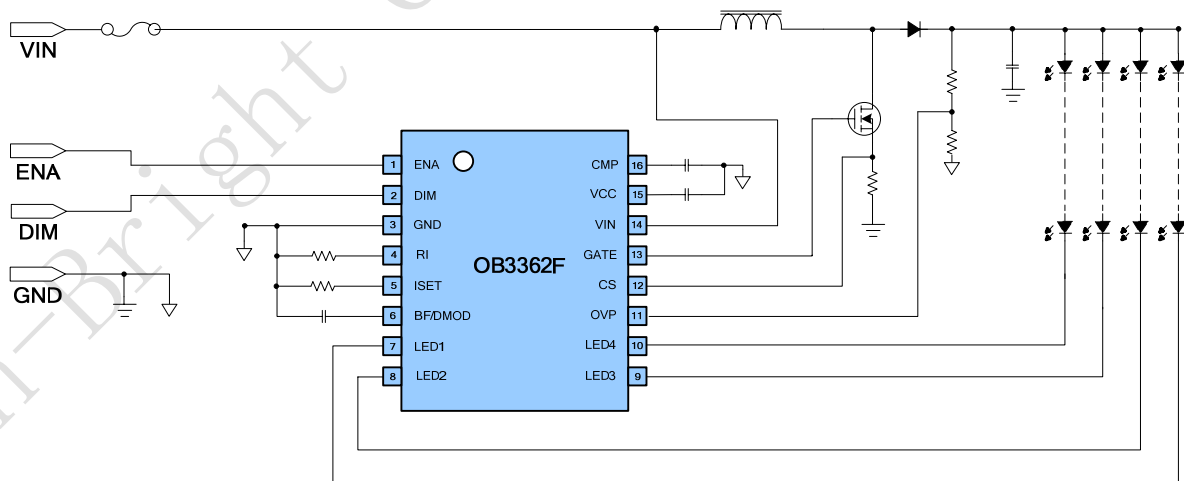 VIN
ENA
DIM
GND
1 ENA
2 DIM
3 GND
4 RI
5 ISET
6 BF/DMOD
7 LED1
8 LED2
OB3362F
CMP 16
VCC 15
VIN 14
GATE 13
CS 12
OVP 11
LED4 10
LED3 9
n-Bright